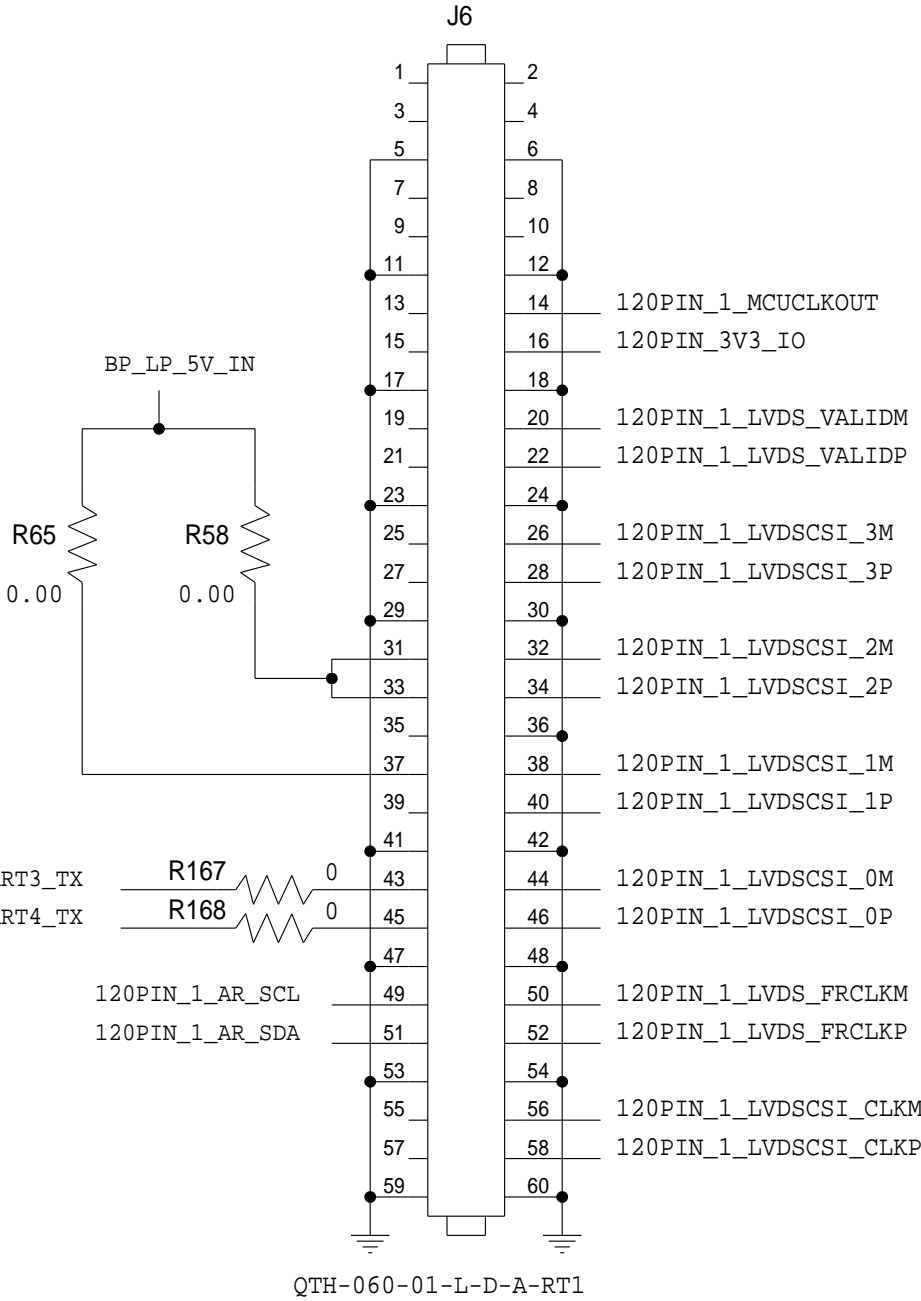 J6
1 2
3 4
5 6
7 8
9 10
11 12
13 14 120PIN_1_MCUCLKOUT
15 16 120PIN_3V3_IO
BP_LP_5V_IN
17 18
19 20 120PIN_1_LVDS_VALIDM
21 22 120PIN_1_LVDS_VALIDP
23 24
R65 R58 25 26 120PIN_1_LVDSCSI_3M
27 28 120PIN_1_LVDSCSI_3P
0.00 0.00
29 30
31 32 120PIN_1_LVDSCSI_2M
33 34 120PIN_1_LVDSCSI_2P
35 36
37 38 120PIN_1_LVDSCSI_1M
39 40 120PIN_1_LVDSCSI_1P
41 42
ART3_TX R167 0 43 44 120PIN_1_LVDSCSI_0M
ART4_TX R168 0 45 46 120PIN_1_LVDSCSI_0P
47 48
120PIN_1_AR_SCL 49 50 120PIN_1_LVDS_FRCLKM
120PIN_1_AR_SDA 51 52 120PIN_1_LVDS_FRCLKP
53 54
55 56 120PIN_1_LVDSCSI_CLKM
57 58 120PIN_1_LVDSCSI_CLKP
59 60
QTH-060-01-L-D-A-RT1